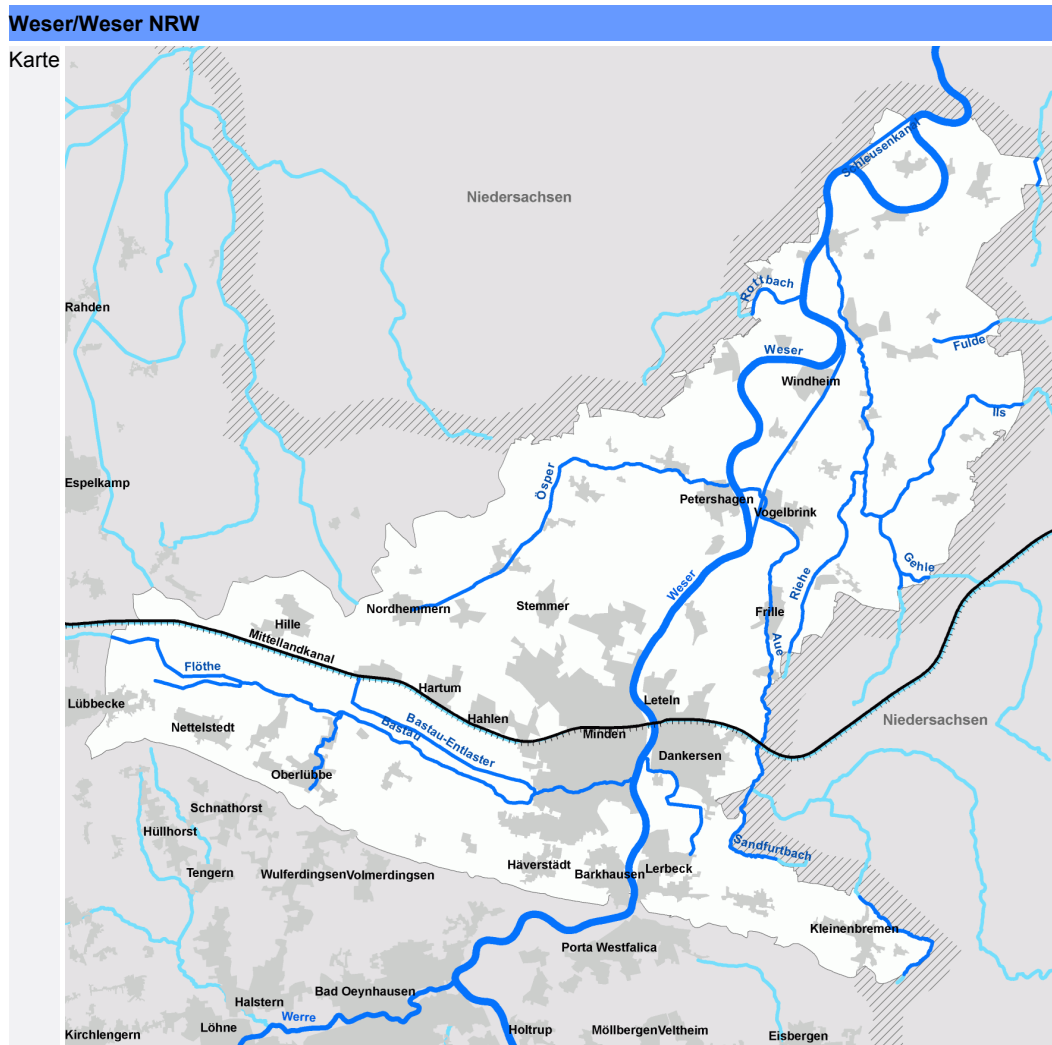 Weser/Weser NRW
Karte
Schleusenkanal
Niedersachsen
Rottbach
Rahden
Weser
Fulde
Windheim
Ils
Ösper
Espelkamp
Petershagen
Vogelbrink
Gehle
Weser
Riehe
Nordhemmern
Stemmer
Frille
Hille
Mittellandkanal
Aue
Flöthe
Hartum
Leteln
Lübbecke
Nettelstedt
Hahlen
Bastau-Entlaster
Bastau
Minden
Niedersachsen
Dankersen
Oberlübbe
Schnathorst
Hüllhorst
Sandfurtbach
Tengern
Wulferdingsen
Volmerdingsen
Häverstädt
Barkhausen
Lerbeck
Kleinenbremen
Porta Westfalica
Bad Oeynhausen
Halstern
Werre
Kirchlengern
Löhne
Holtrup
Möllbergen
Veltheim
Eisbergen